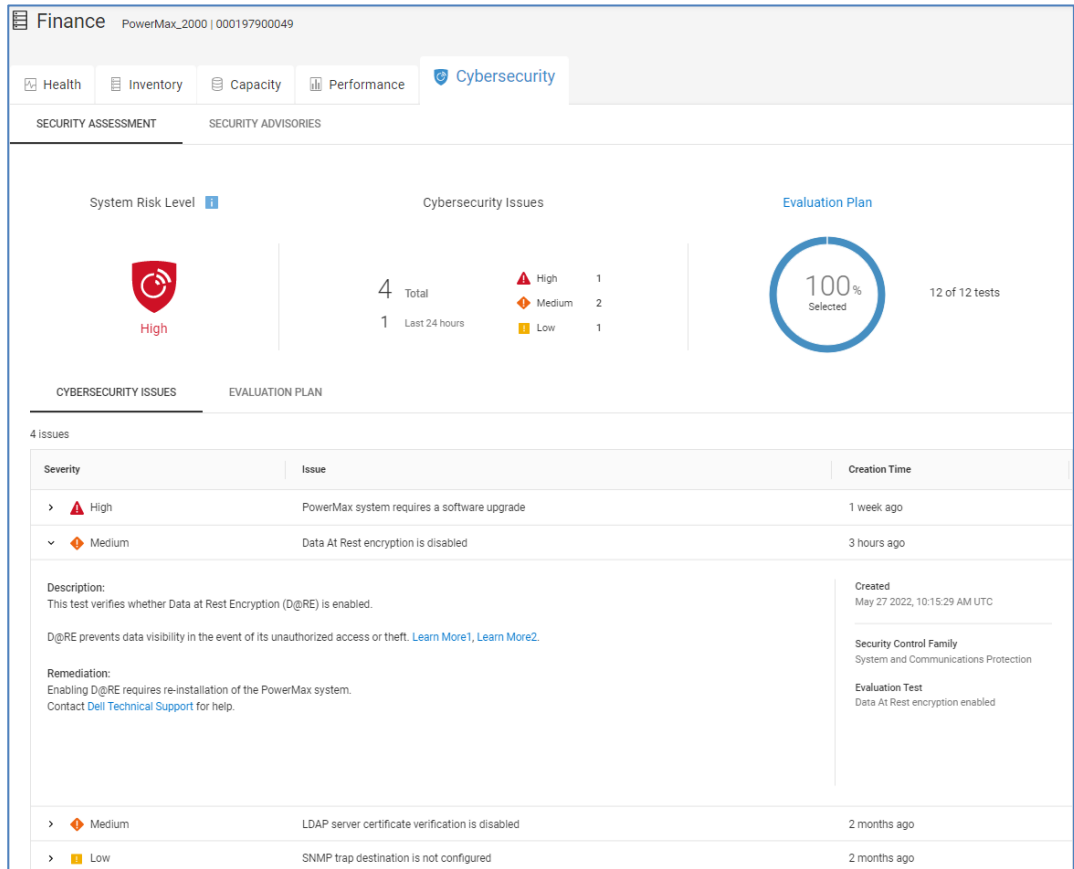 Finance PowerMax_2000 | 000197900049
Health Inventory Capacity Performance Cybersecurity
SECURITY ASSESSMENT SECURITY ADVISORIES
System Risk Level i Cybersecurity Issues Evaluation Plan
High
4 Total
1 Last 24 hours
High 1
Medium 2
Low 1
100%
Selected
12 of 12 tests
CYBERSECURITY ISSUES EVALUATION PLAN
4 issues
Severity Issue Creation Time
High PowerMax system requires a software upgrade 1 week ago
Medium Data At Rest encryption is disabled 3 hours ago
Description:
This test verifies whether Data at Rest Encryption (D@RE) is enabled.
D@RE prevents data visibility in the event of its unauthorized access or theft. Learn More1, Learn More2.
Remediation:
Enabling D@RE requires re-installation of the PowerMax system.
Contact Dell Technical Support for help.
Created
May 27 2022, 10:15:29 AM UTC
Security Control Family
System and Communications Protection
Evaluation Test
Data At Rest encryption enabled
Medium LDAP server certificate verification is disabled 2 months ago
Low SNMP trap destination is not configured 2 months ago